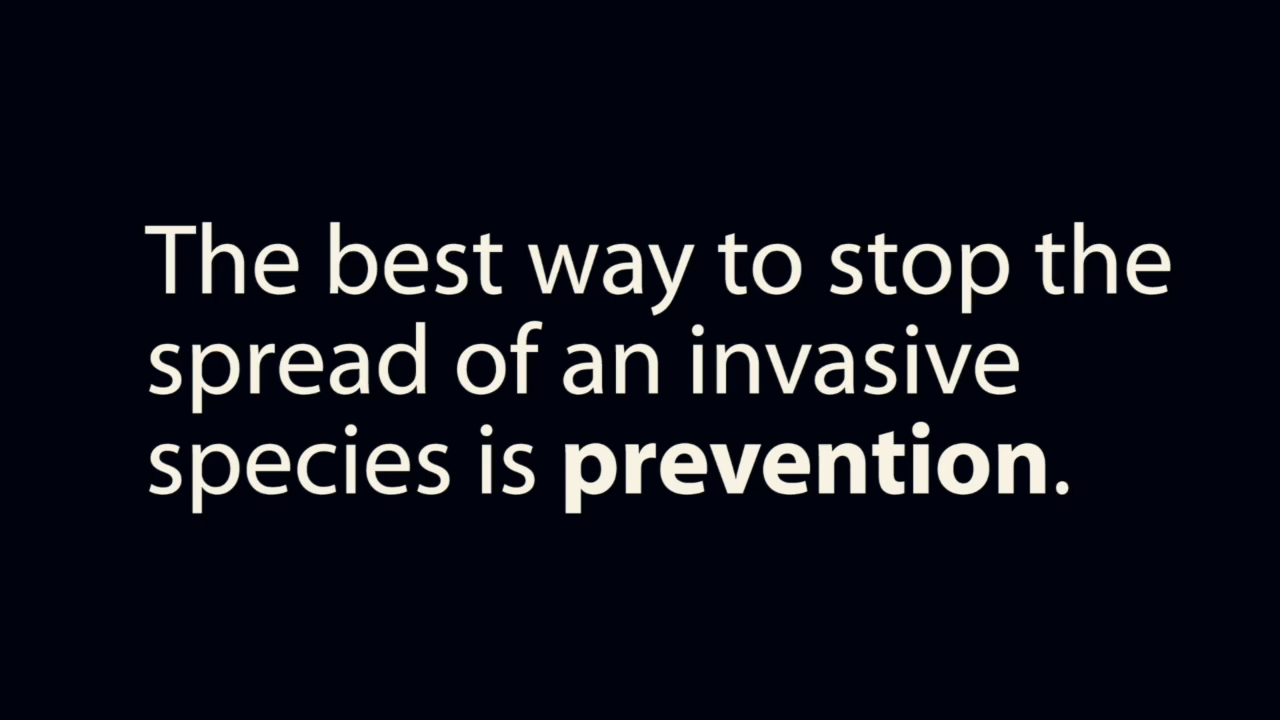 The best way to stop the
spread of an invasive
species is prevention.